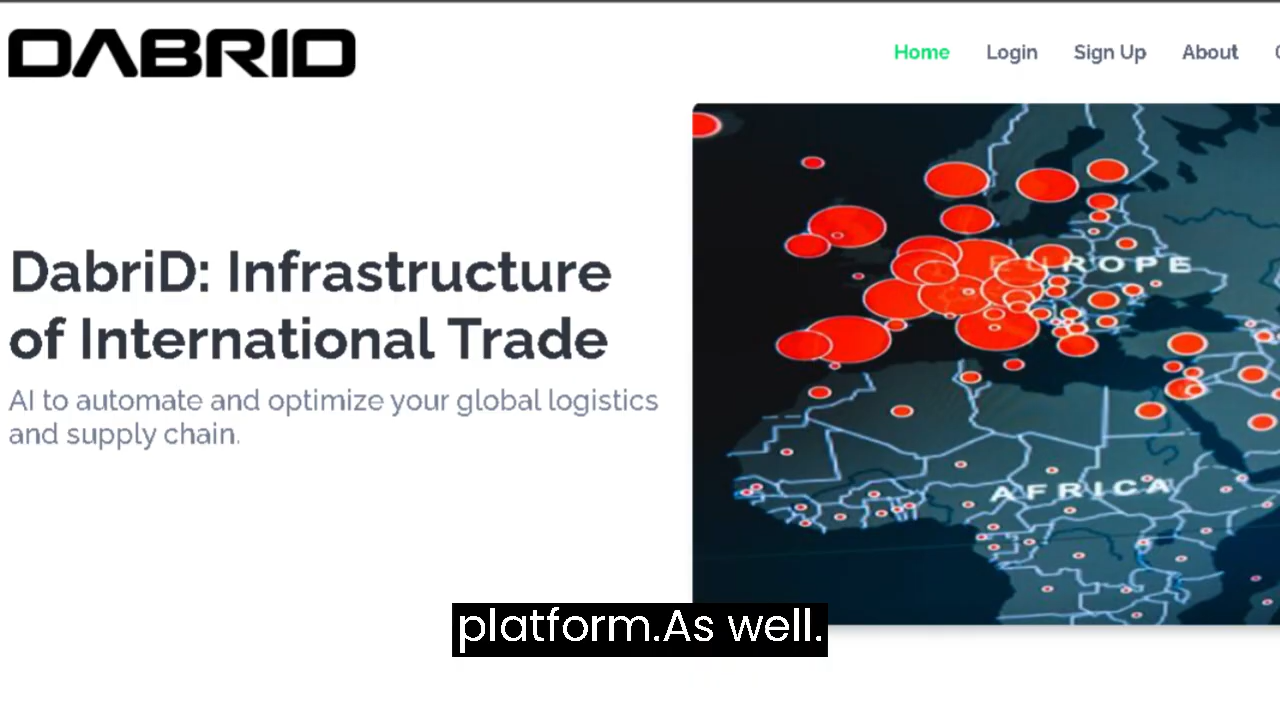 DABRID
Home Login Sign Up About
DabriD: Infrastructure
of International Trade
AI to automate and optimize your global logistics
and supply chain.
EUROPE
AFRICA
platform.As well.